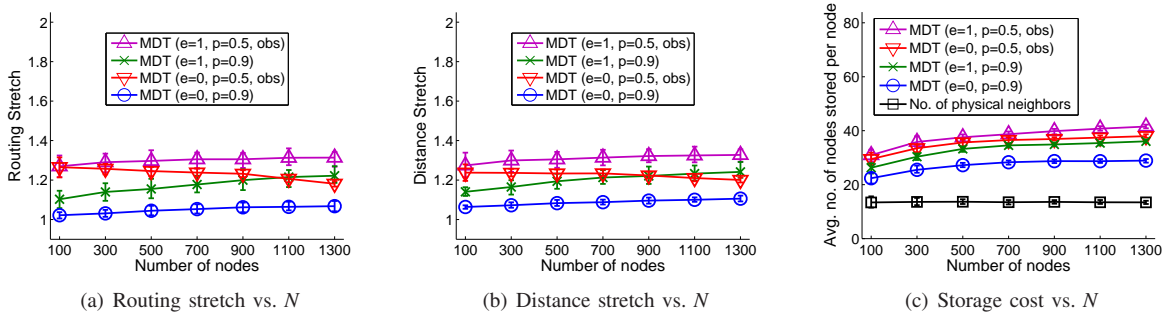 2
1.8
1.6
1.4
1.2
1
Routing Stretch
MDT (e=1, p=0.5, obs)
MDT (e=1, p=0.9)
MDT (e=0, p=0.5, obs)
MDT (e=0, p=0.9)
100 300 500 700 900 1100 1300
Number of nodes
(a) Routing stretch vs. N
2
1.8
1.6
1.4
1.2
1
Distance Stretch
MDT (e=1, p=0.5, obs)
MDT (e=1, p=0.9)
MDT (e=0, p=0.5, obs)
MDT (e=0, p=0.9)
100 300 500 700 900 1100 1300
Number of nodes
(b) Distance stretch vs. N
80
60
40
20
0
Avg. no. of nodes stored per node
MDT (e=1, p=0.5, obs)
MDT (e=0, p=0.5, obs)
MDT (e=1, p=0.9)
MDT (e=0, p=0.9)
No. of physical neighbors
100 300 500 700 900 1100 1300
Number of nodes
(c) Storage cost vs. N